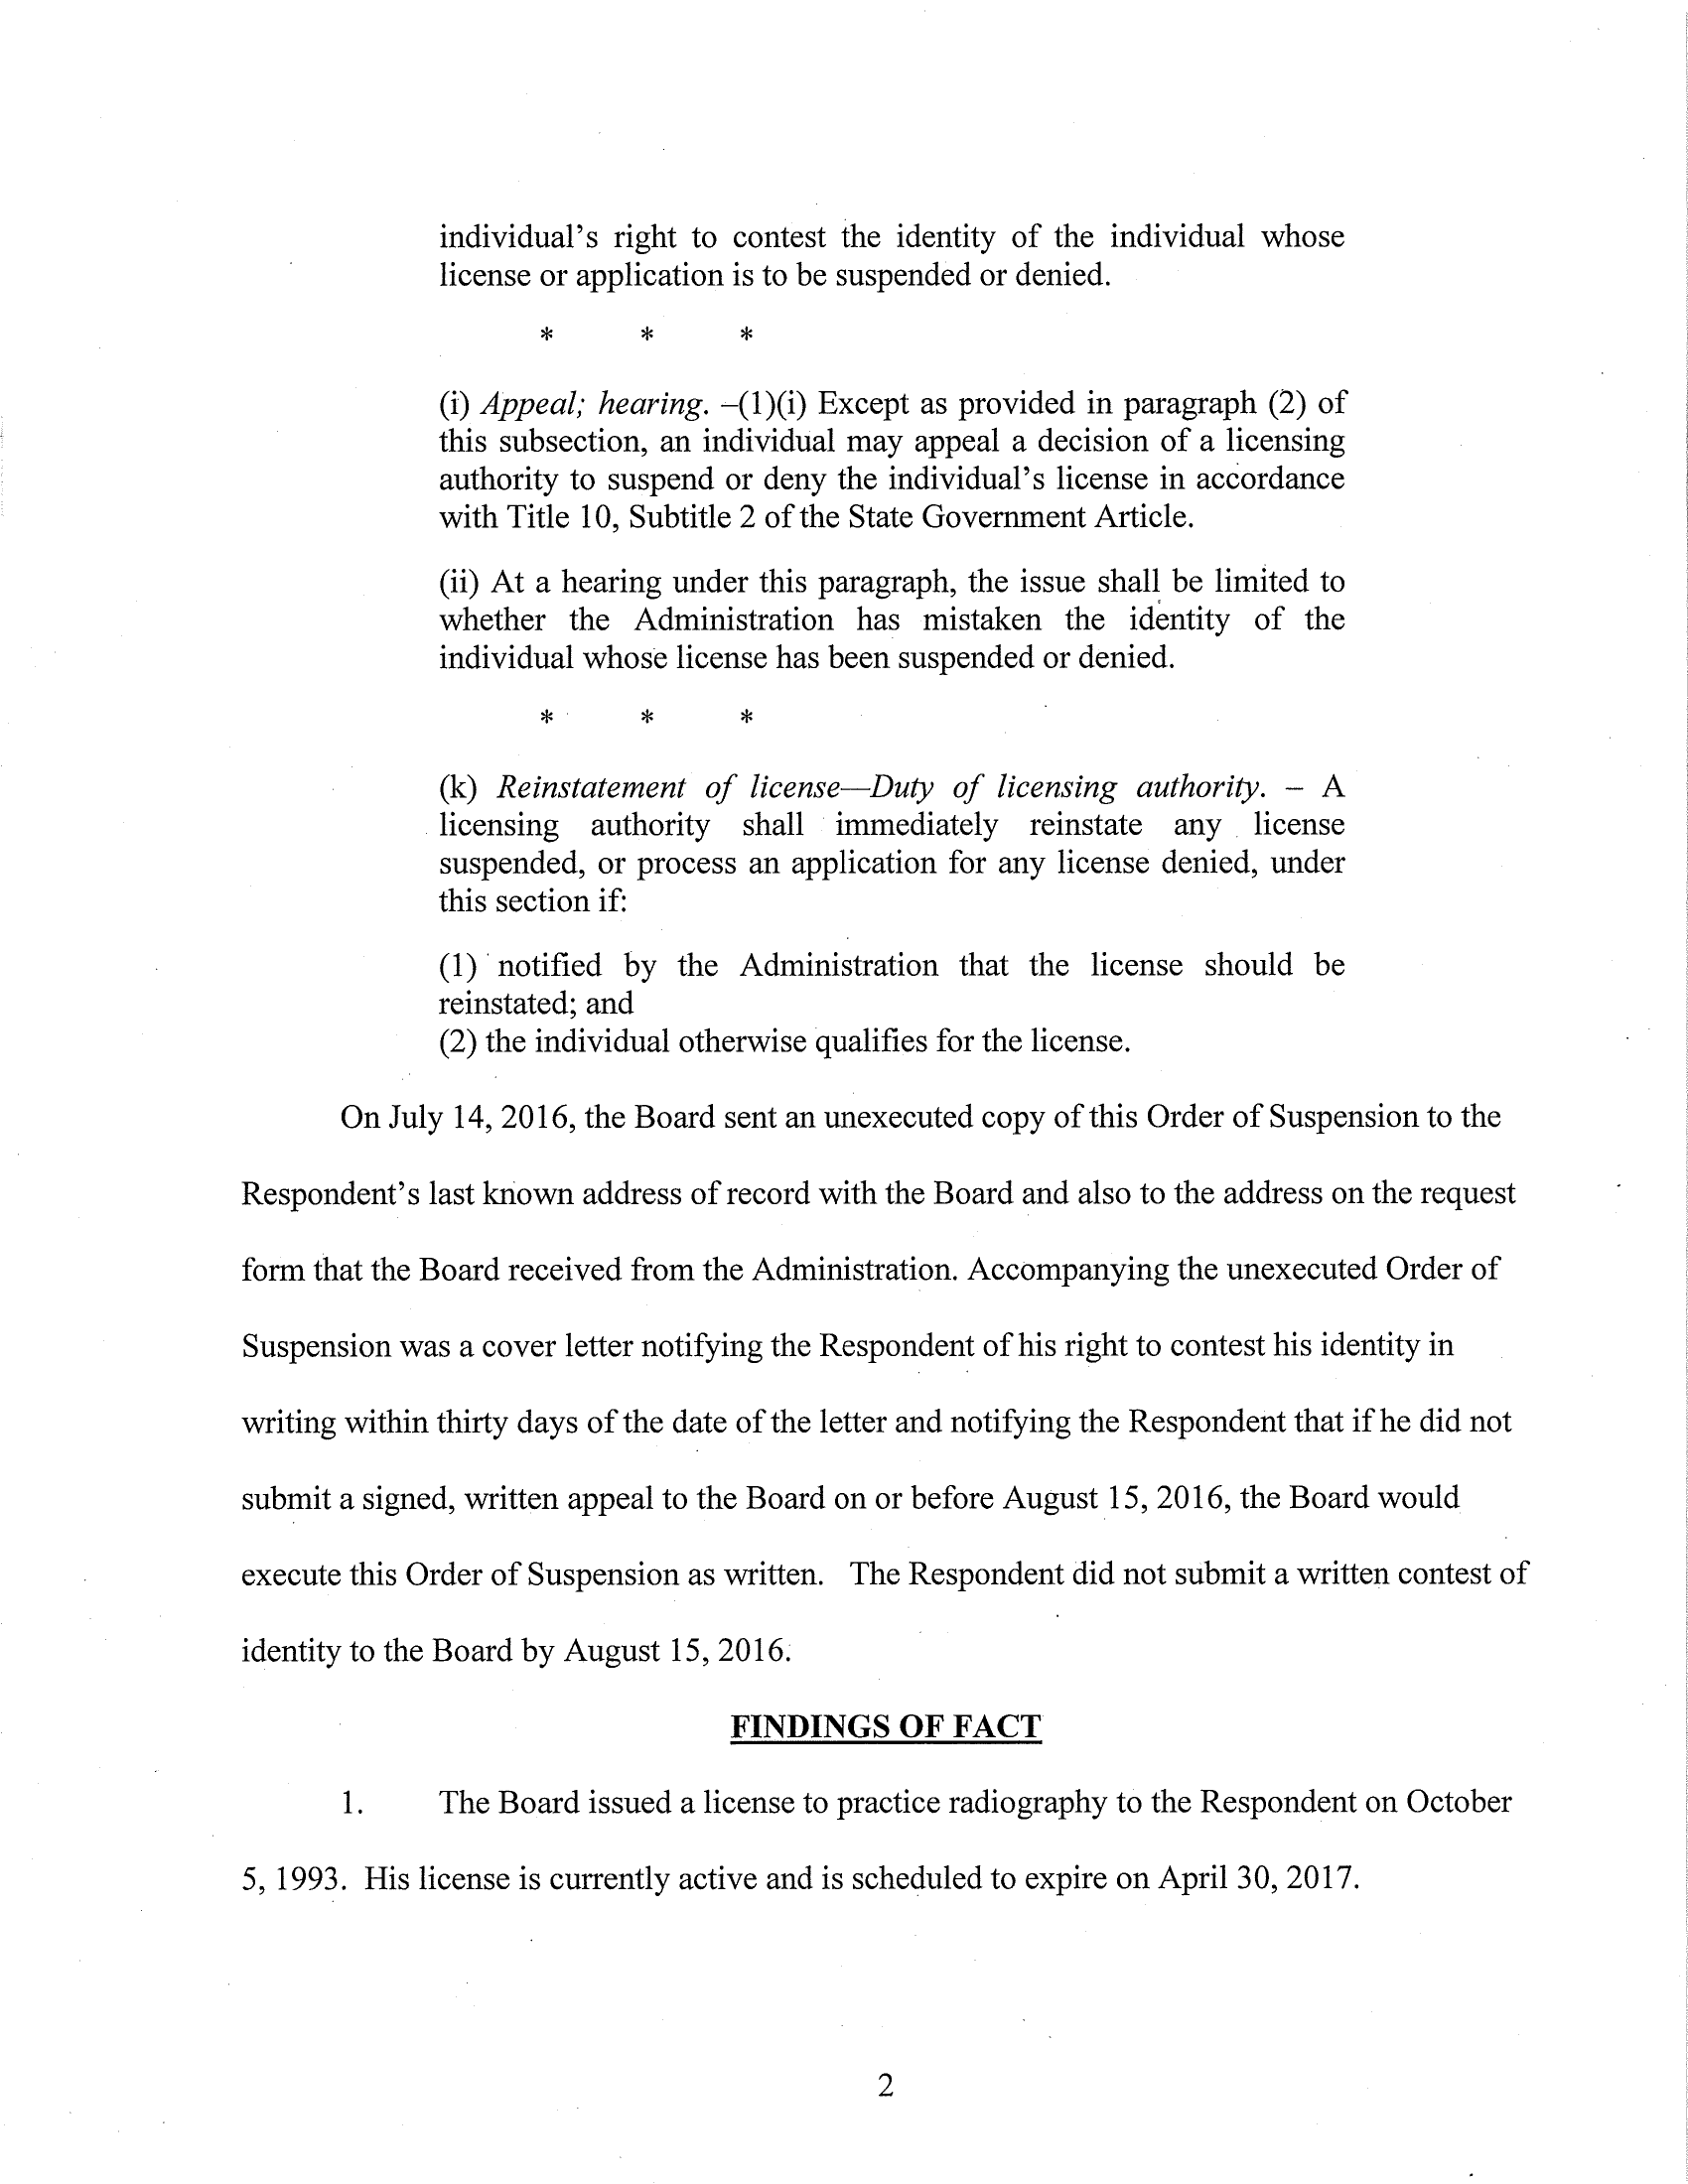 individual's right to contest the identity of the individual whose
license or application is to be suspended or denied.
* * *
(i) Appeal; hearing. –(1)(i) Except as provided in paragraph (2) of
this subsection, an individual may appeal a decision of a licensing
authority to suspend or deny the individual's license in accordance
with Title 10, Subtitle 2 of the State Government Article.
(ii) At a hearing under this paragraph, the issue shall be limited to
whether the Administration has mistaken the identity of the
individual whose license has been suspended or denied.
* * *
(k) Reinstatement of license—Duty of licensing authority. – A
licensing authority shall immediately reinstate any license
suspended, or process an application for any license denied, under
this section if:
(1) notified by the Administration that the license should be
reinstated; and
(2) the individual otherwise qualifies for the license.
On July 14, 2016, the Board sent an unexecuted copy of this Order of Suspension to the
Respondent's last known address of record with the Board and also to the address on the request
form that the Board received from the Administration. Accompanying the unexecuted Order of
Suspension was a cover letter notifying the Respondent of his right to contest his identity in
writing within thirty days of the date of the letter and notifying the Respondent that if he did not
submit a signed, written appeal to the Board on or before August 15, 2016, the Board would
execute this Order of Suspension as written. The Respondent did not submit a written contest of
identity to the Board by August 15, 2016.
FINDINGS OF FACT
1. The Board issued a license to practice radiography to the Respondent on October
5, 1993. His license is currently active and is scheduled to expire on April 30, 2017.
2